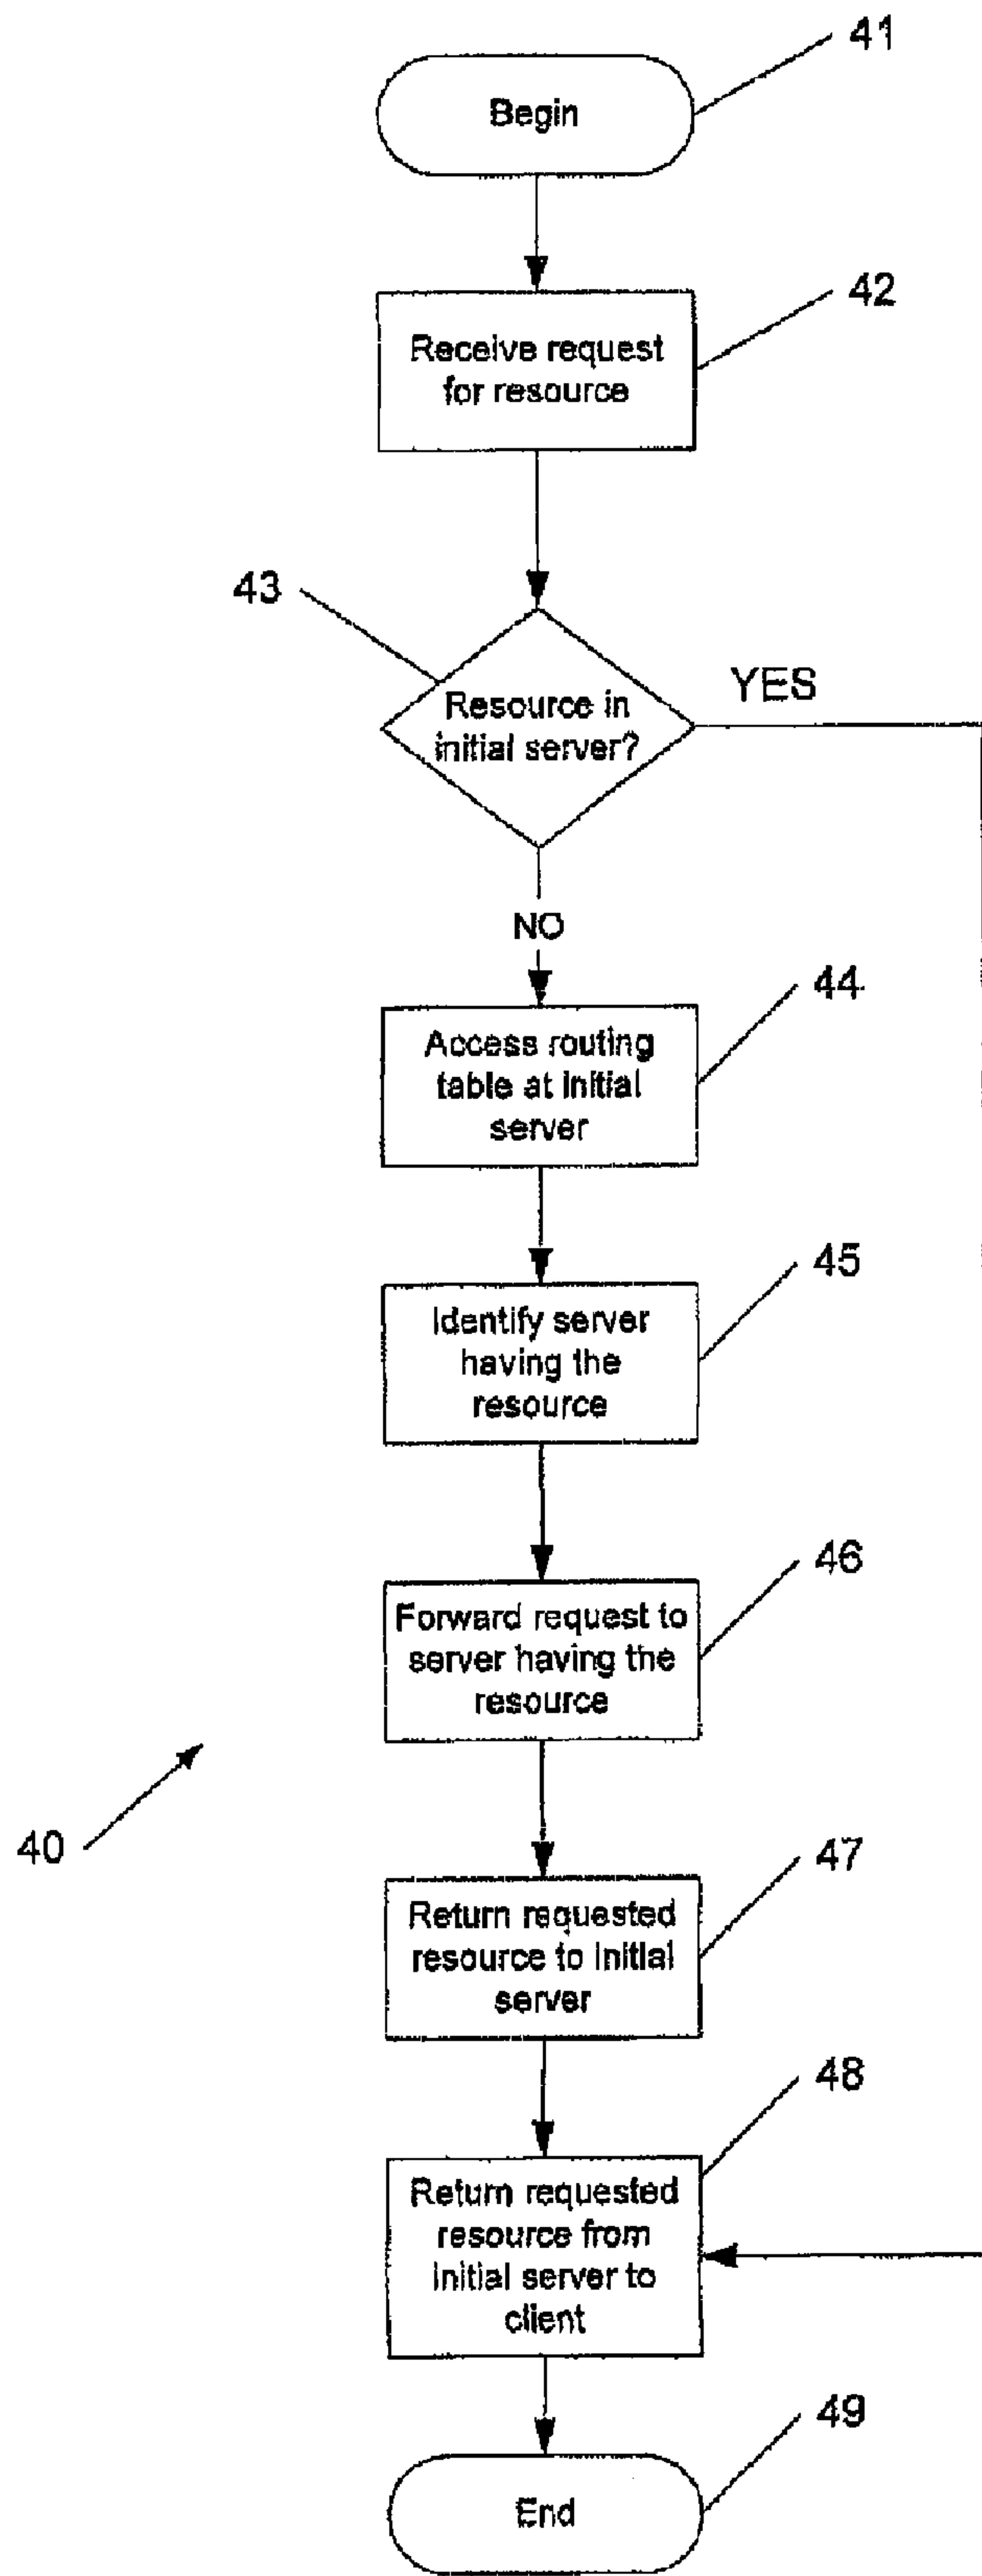 41
Begin
42
Receive request
for resource
43
YES
Resource in
initial server?
NO
44
Access routing
table at initial
server
45
Identify server
having the
resource
46
Forward request to
server having the
resource
40
47
Return requested
resource to initial
server
48
Return requested
resource from
initial server to
client
49
End